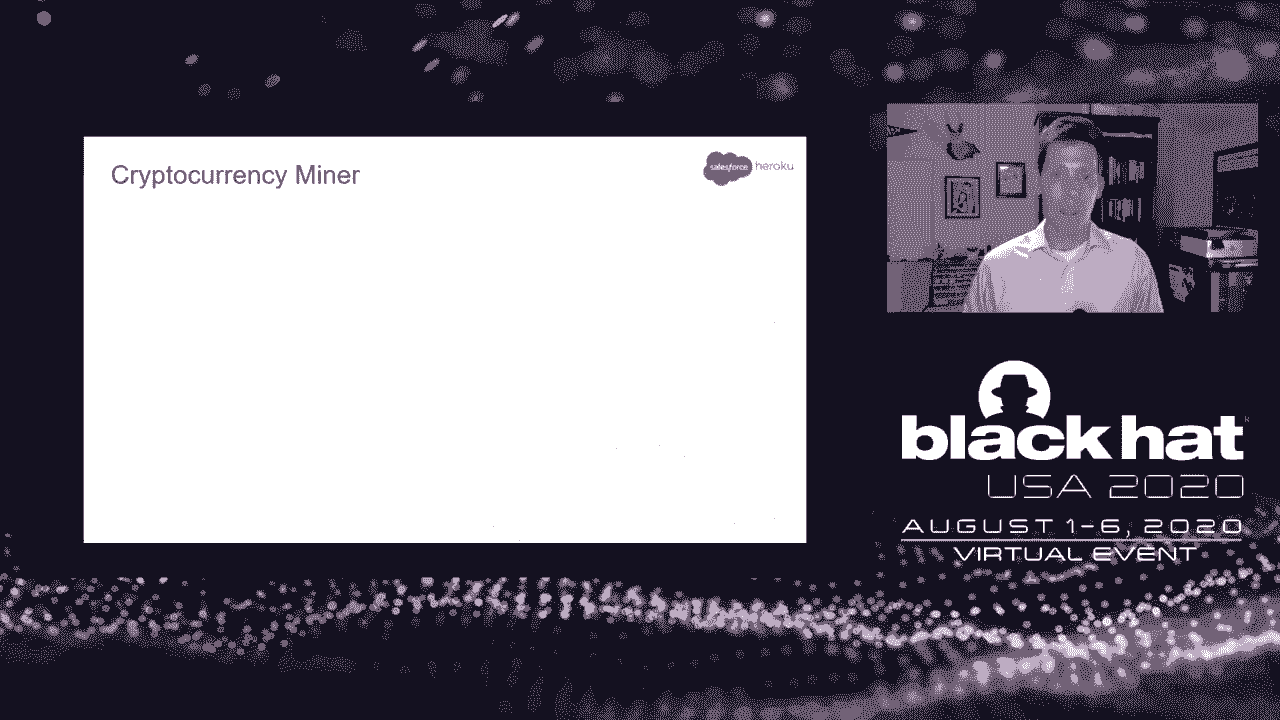 Cryptocurrency Miner
salesforce heroku
black hat
USA 2020
AUGUST 1-6, 2020
VIRTUAL EVENT